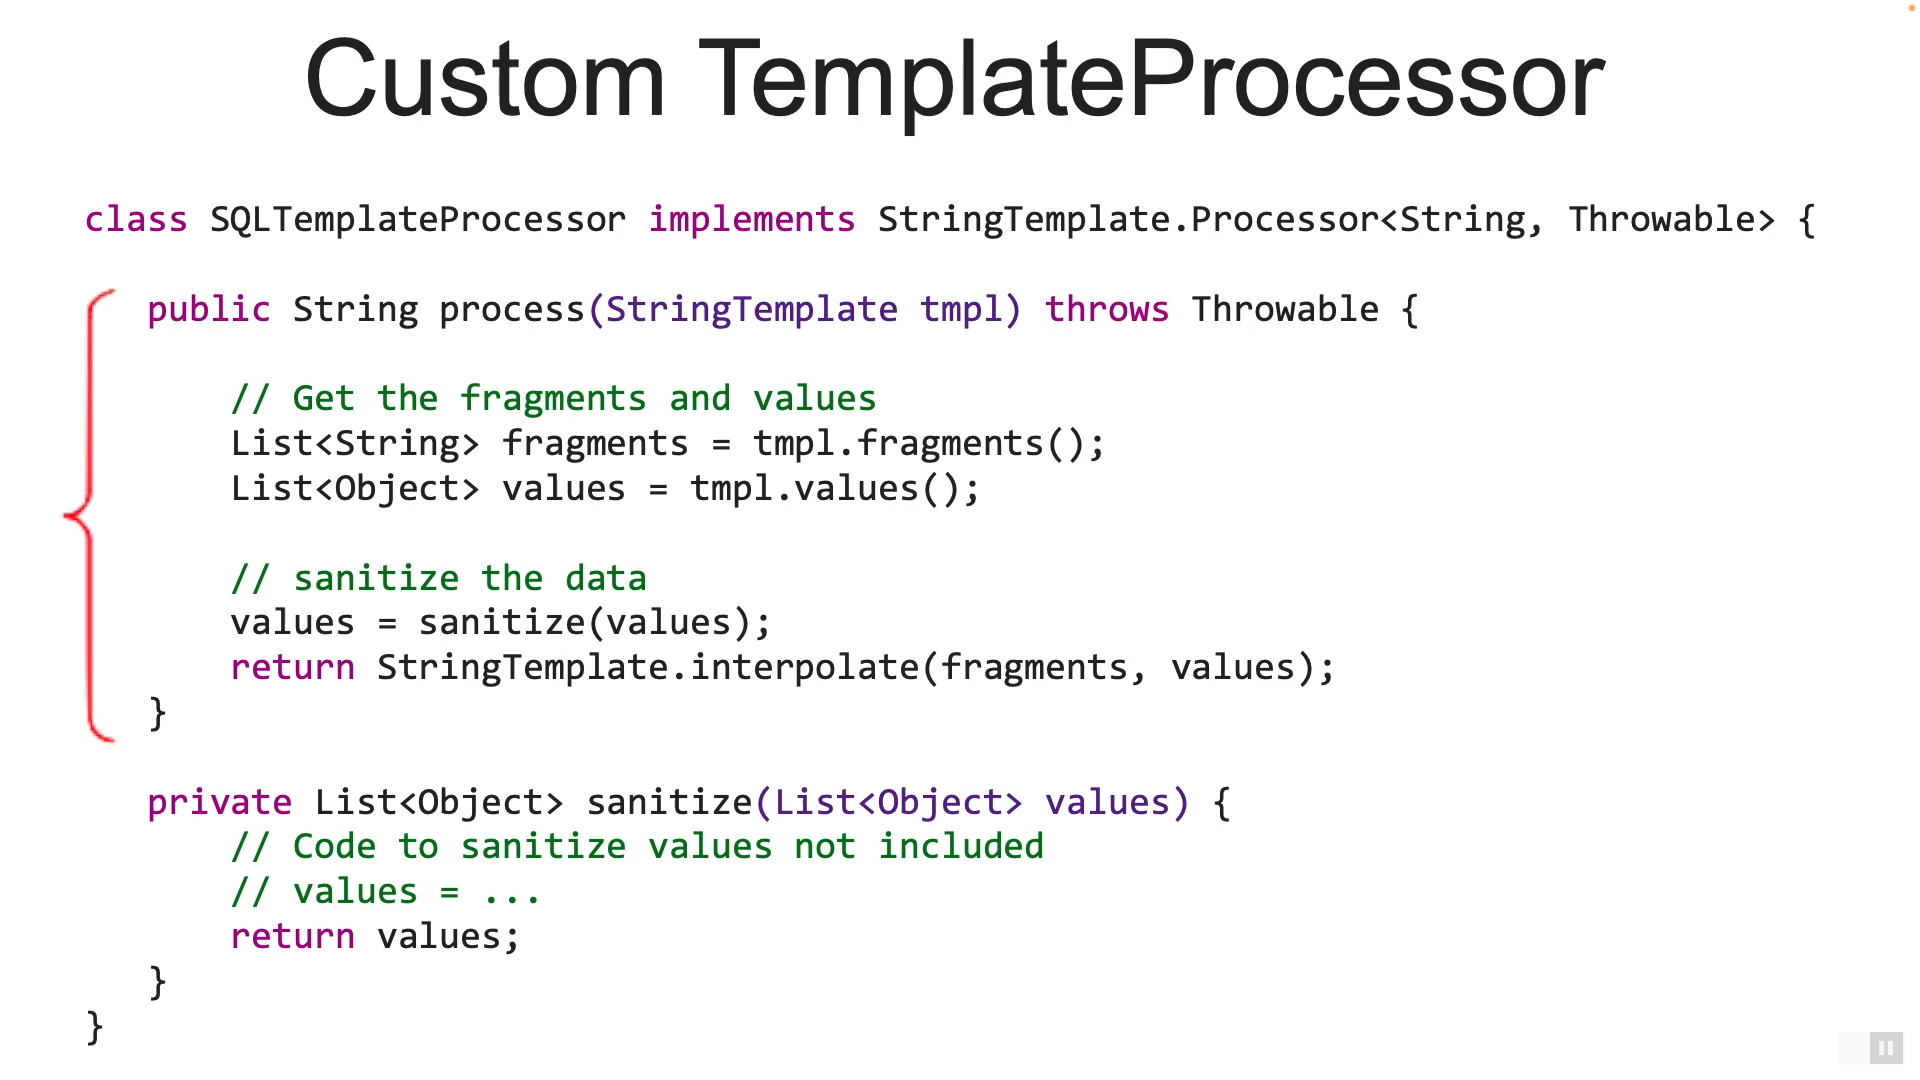 Custom TemplateProcessor
class SQLTemplateProcessor implements StringTemplate.Processor<String, Throwable> {
public String process(StringTemplate tmpl) throws Throwable {
// Get the fragments and values
List<String> fragments = tmpl.fragments();
List<Object> values = tmpl.values();
// sanitize the data
values = sanitize(values);
return StringTemplate.interpolate(fragments, values);
}
private List<Object> sanitize(List<Object> values) {
// Code to sanitize values not included
// values = ...
return values;
}
}